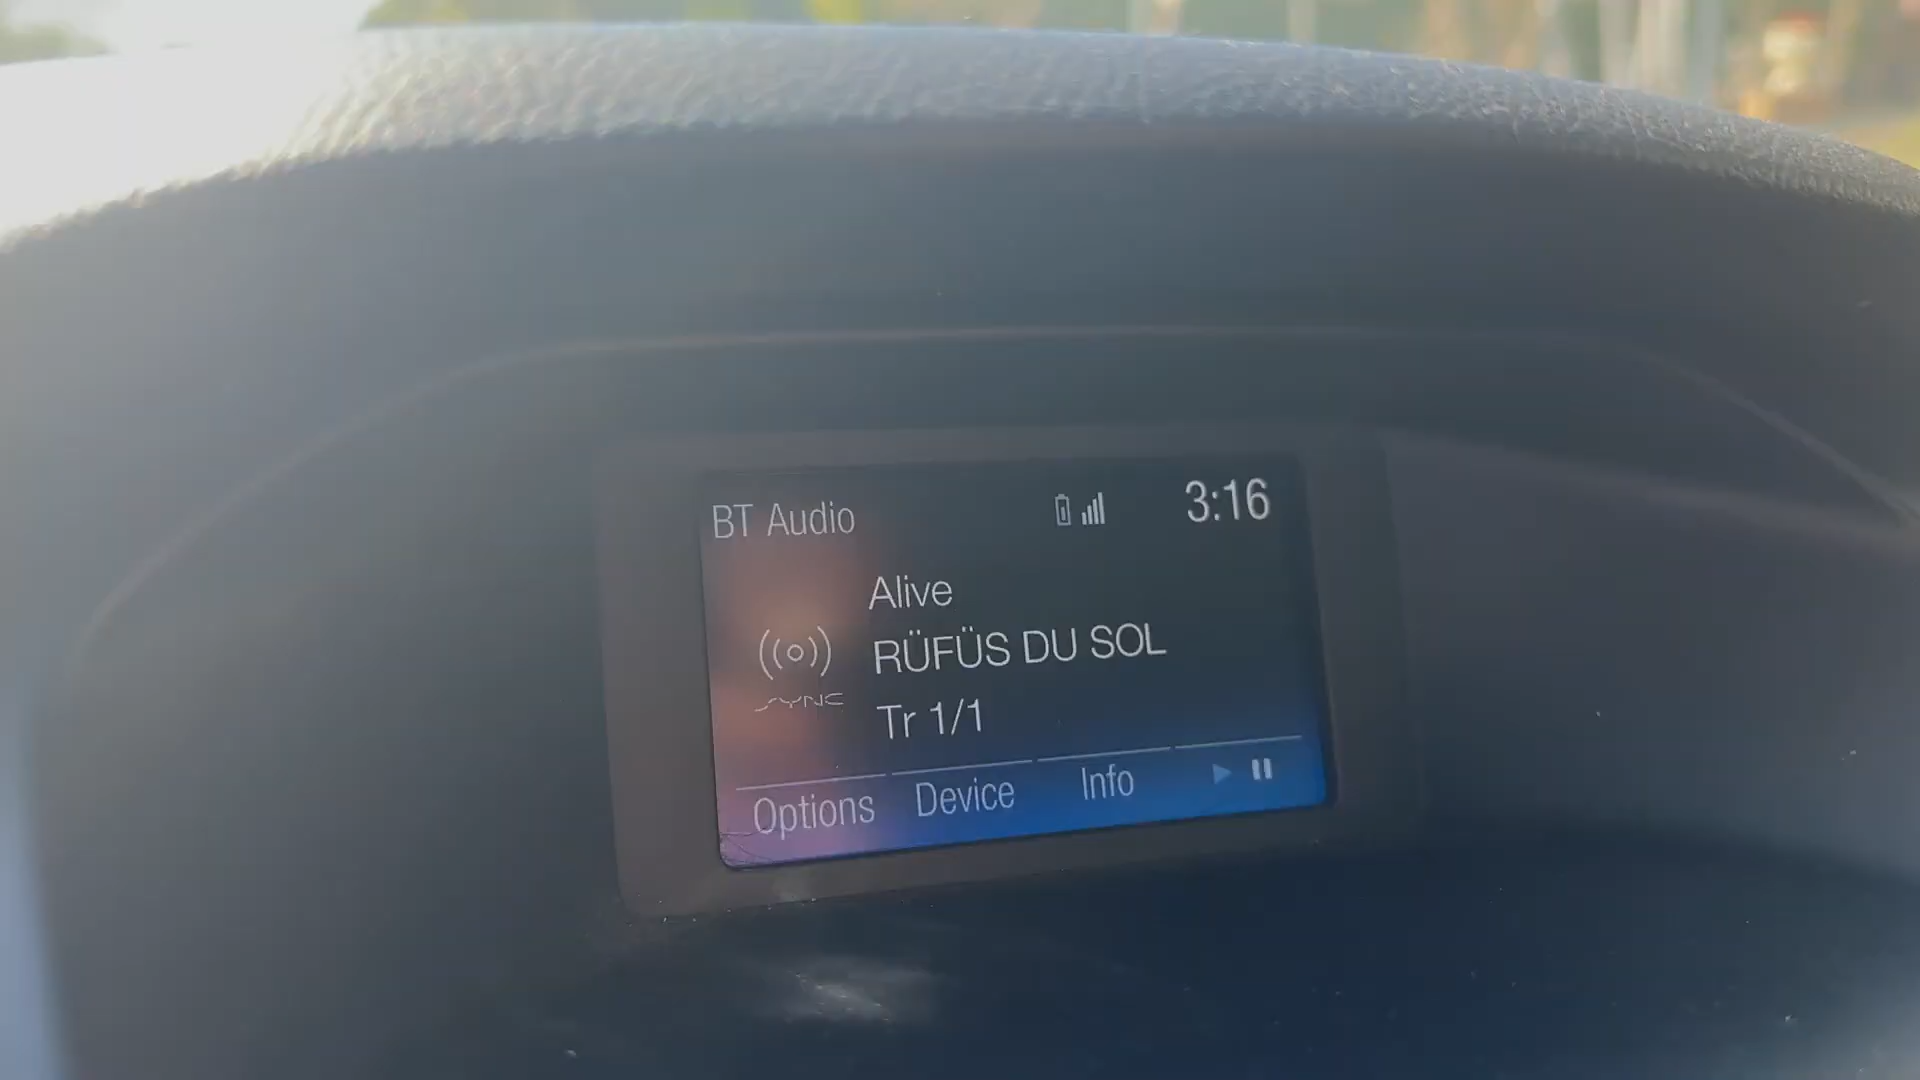 BT Audio 3:16
Alive
RÜFÜS DU SOL
SYNC
Tr 1/1
Options Device Info